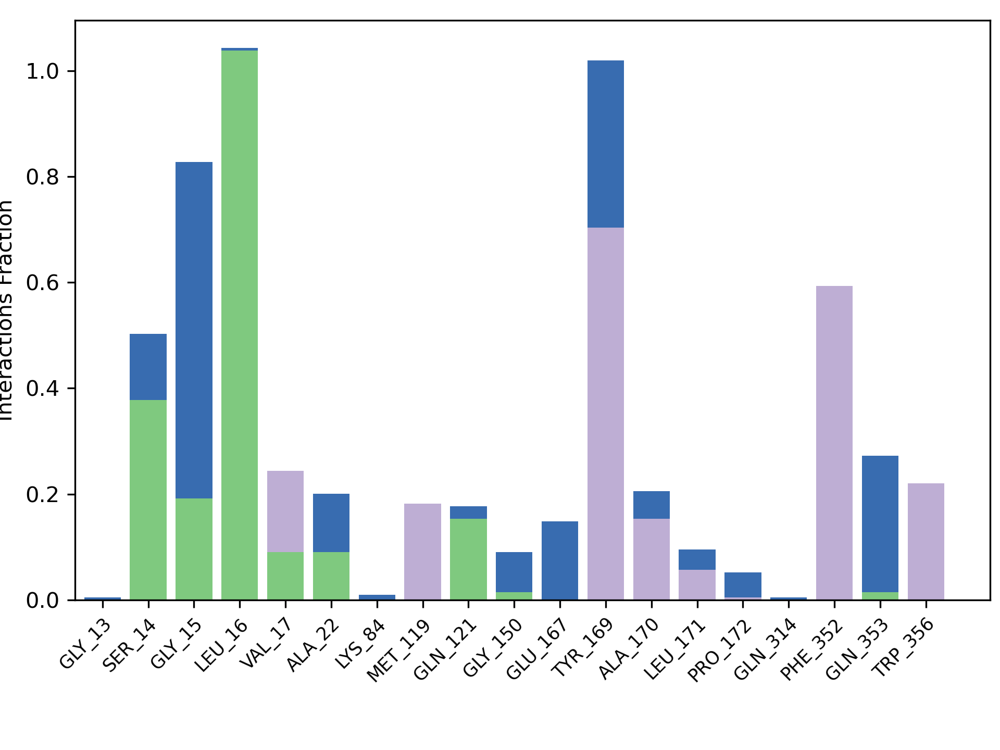 Interactions Fraction
1.0
0.8
0.6
0.4
0.2
0.0
GLY_13
SER_14
GLY_15
LEU_16
VAL_17
ALA_22
LYS_84
MET_119
GLN_121
GLY_150
GLU_167
TYR_169
ALA_170
LEU_171
PRO_172
GLN_314
PHE_352
GLN_353
TRP_356